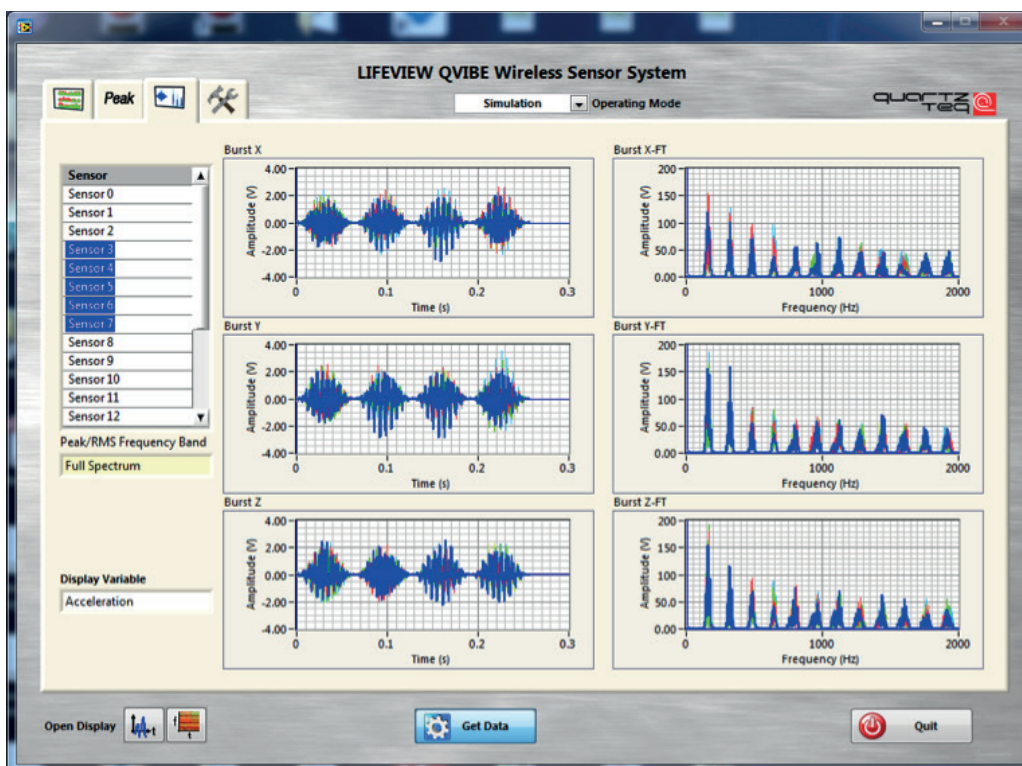 LIFEVIEW QVIBE Wireless Sensor System
Peak
Simulation Operating Mode
QUARTZ
TEQ
Sensor
Sensor 0
Sensor 1
Sensor 2
Sensor 3
Sensor 4
Sensor 5
Sensor 6
Sensor 7
Sensor 8
Sensor 9
Sensor 10
Sensor 11
Sensor 12
Peak/RMS Frequency Band
Full Spectrum
Display Variable
Acceleration
Burst X
Amplitude (V)
4.00
2.00
0.00
-2.00
-4.00
0 0.1 0.2 0.3
Time (s)
Burst X-FT
Amplitude (V)
200
150
100
50.0
0.00
0 1000 2000
Frequency (Hz)
Burst Y
Amplitude (V)
4.00
2.00
0.00
-2.00
-4.00
0 0.1 0.2 0.3
Time (s)
Burst Y-FT
Amplitude (V)
200
150
100
50.0
0.00
0 1000 2000
Frequency (Hz)
Burst Z
Amplitude (V)
4.00
2.00
0.00
-2.00
-4.00
0 0.1 0.2 0.3
Time (s)
Burst Z-FT
Amplitude (V)
200
150
100
50.0
0.00
0 1000 2000
Frequency (Hz)
Open Display
t
f
t
Get Data
Quit